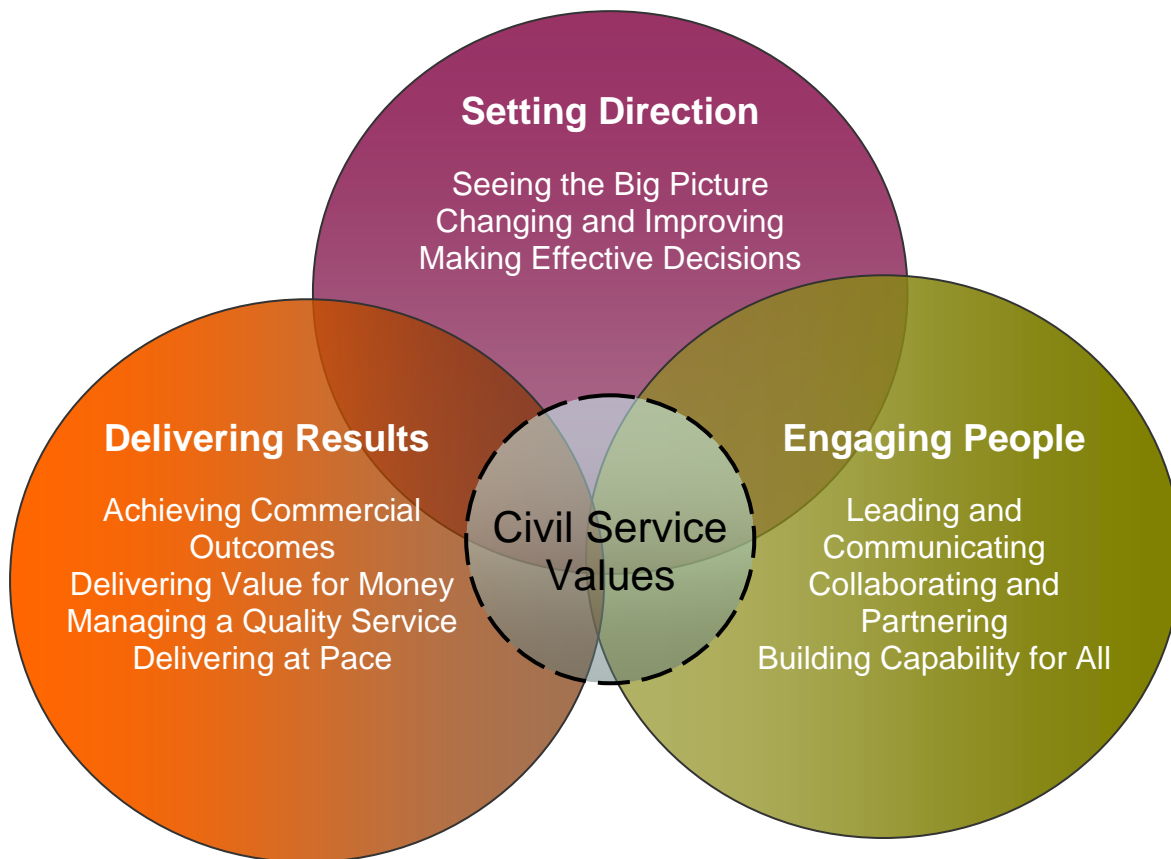 Setting Direction
Seeing the Big Picture
Changing and Improving
Making Effective Decisions
Delivering Results
Achieving Commercial
Outcomes
Delivering Value for Money
Managing a Quality Service
Delivering at Pace
Civil Service
Values
Engaging People
Leading and
Communicating
Collaborating and
Partnering
Building Capability for All